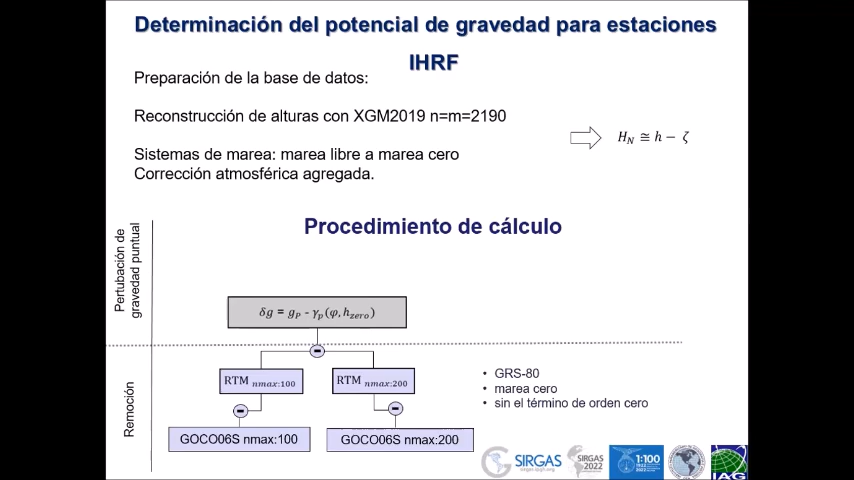 Determinación del potencial de gravedad para estaciones
IHRF
Preparación de la base de datos:
Reconstrucción de alturas con XGM2019 n=m=2190
H_N ≅ h − ζ
Sistemas de marea: marea libre a marea cero
Corrección atmosférica agregada.
Procedimiento de cálculo
Pertubación de
gravedad puntual
δg = g_P - γ_p(φ, h_zero)
Remoción
RTM nmax:100
RTM nmax:200
GOCO06S nmax:100
GOCO06S nmax:200
• GRS-80
• marea cero
• sin el término de orden cero
SIRGAS
SIRGAS
2022
1:100
IAG